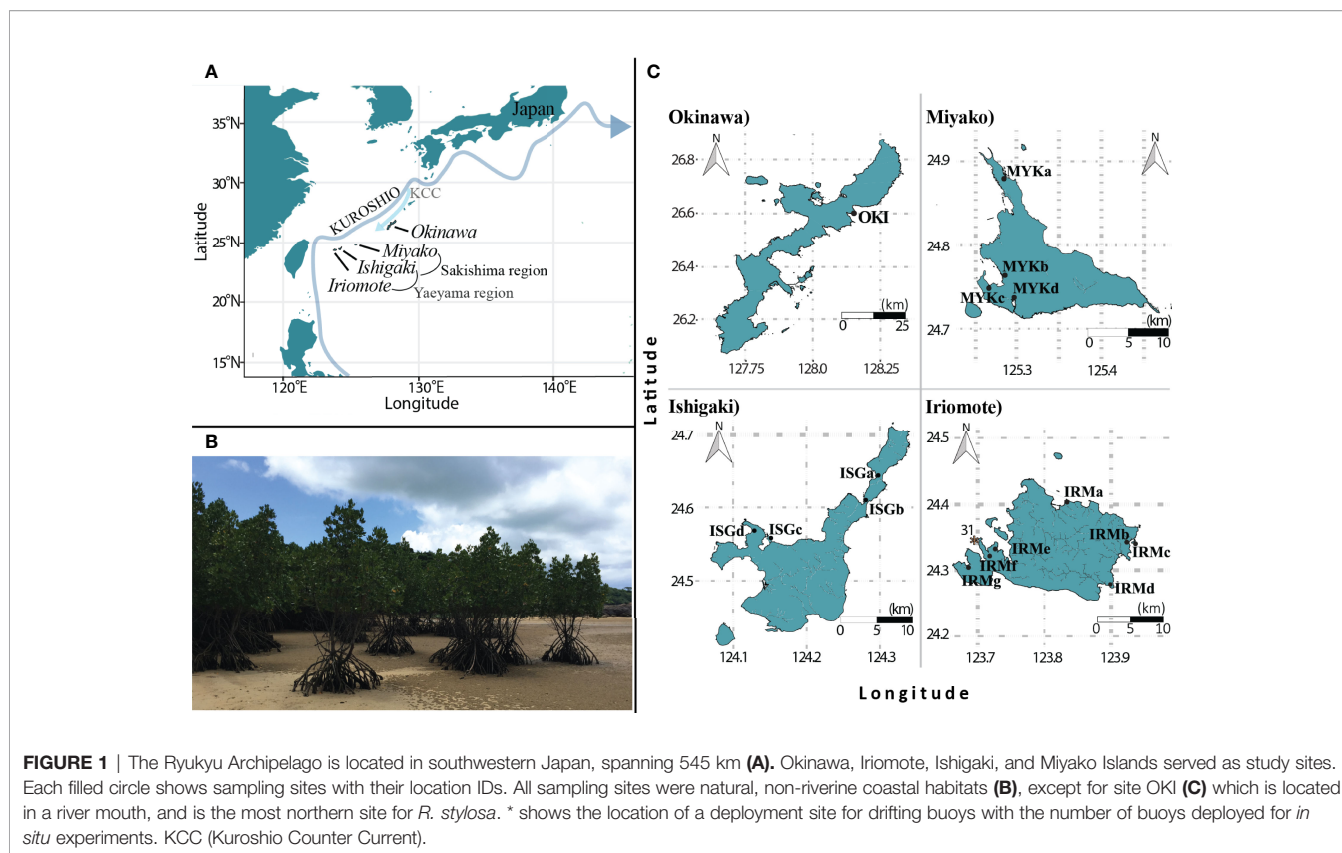 A
35°N
30°N
25°N
20°N
15°N
Latitude
120°E
130°E
140°E
Longitude
Japan
KUROSHIO
KCC
Okinawa
Miyako
Ishigaki
Sakishima region
Iriomote
Yaeyama region
B
C
Latitude
Longitude
Okinawa)
N
26.8
26.6
26.4
26.2
OKI
(km)
0 25
127.75 128.0 128.25
Miyako)
N
24.9
24.8
24.7
MYKa
MYKb
MYKc MYKd
(km)
0 5 10
125.3 125.4
Ishigaki)
N
24.7
24.6
24.5
ISGa
ISGb
ISGd ISGc
(km)
0 5 10
124.1 124.2 124.3
Iriomote)
N
24.5
24.4
24.3
24.2
IRMa
31
*
IRMb
IRMe
IRMc
IRMf
IRMg
IRMd
(km)
0 5 10
123.7 123.8 123.9
FIGURE 1 | The Ryukyu Archipelago is located in southwestern Japan, spanning 545 km (A). Okinawa, Iriomote, Ishigaki, and Miyako Islands served as study sites.
Each filled circle shows sampling sites with their location IDs. All sampling sites were natural, non-riverine coastal habitats (B), except for site OKI (C) which is located
in a river mouth, and is the most northern site for R. stylosa. * shows the location of a deployment site for drifting buoys with the number of buoys deployed for in
situ experiments. KCC (Kuroshio Counter Current).